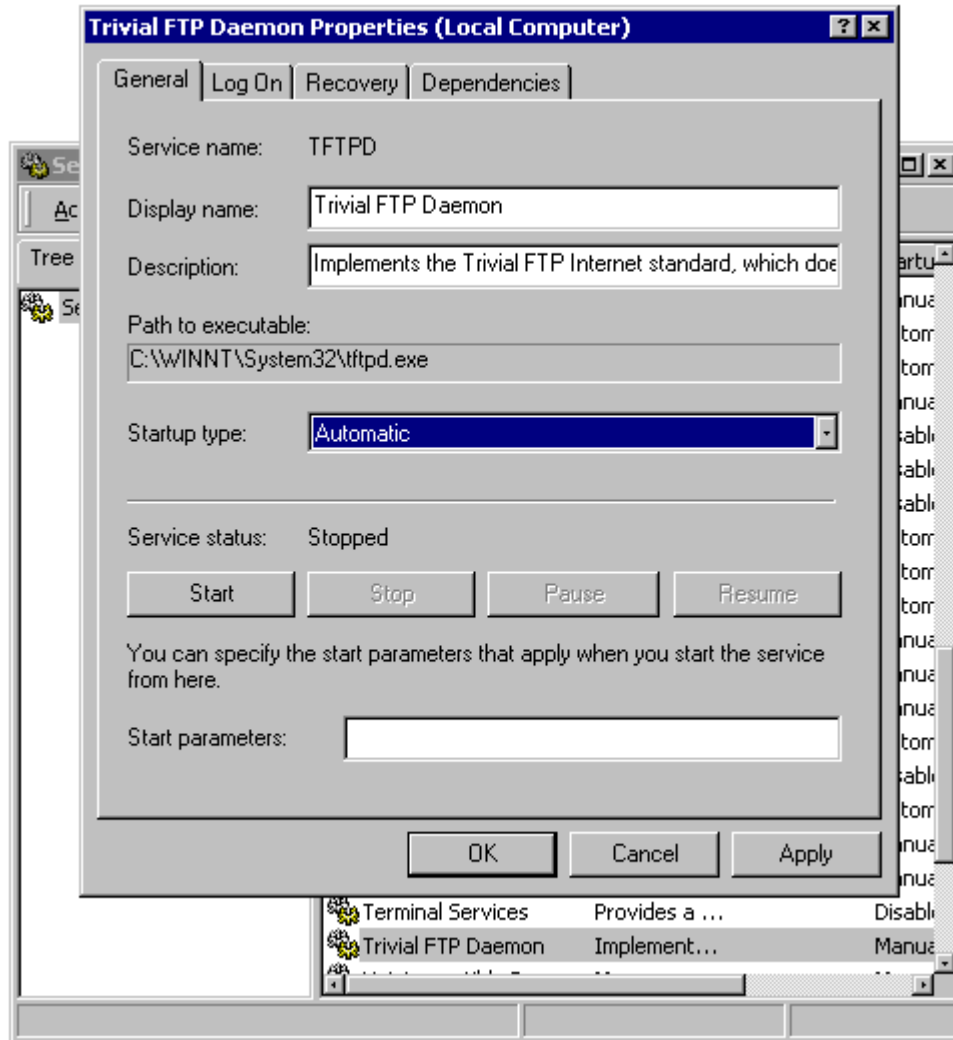 Trivial FTP Daemon Properties (Local Computer)
General Log On Recovery Dependencies
Service name: TFTPD
Display name: Trivial FTP Daemon
Description: Implements the Trivial FTP Internet standard, which doe
Path to executable:
C:\WINNT\System32\tftpd.exe
Startup type: Automatic
Service status: Stopped
Start Stop Pause Resume
You can specify the start parameters that apply when you start the service
from here.
Start parameters:
OK Cancel Apply
Tree
Terminal Services Provides a ... Disable
Trivial FTP Daemon Implement... Manua